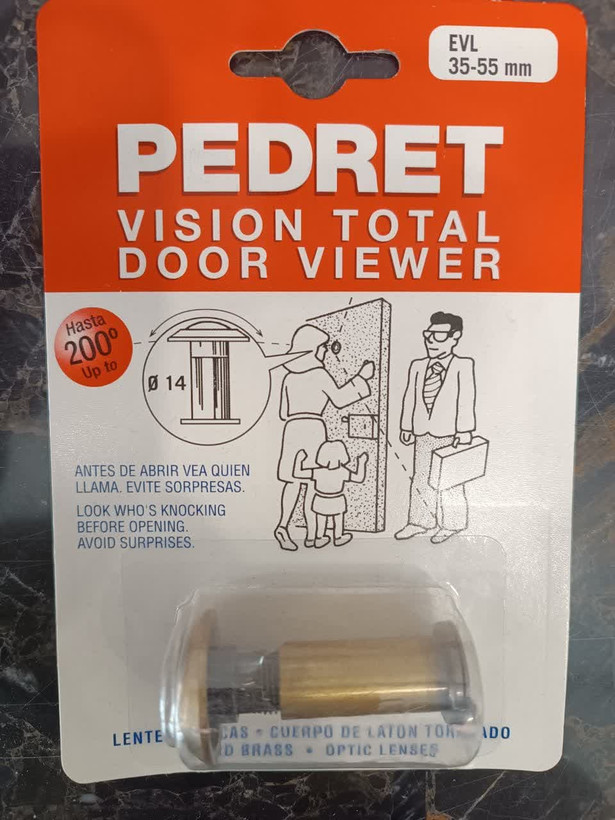 EVL
35-55 mm
PEDRET
VISION TOTAL
DOOR VIEWER
Hasta
200º
Up to
Ø 14
ANTES DE ABRIR VEA QUIEN
LLAMA. EVITE SORPRESAS.
LOOK WHO'S KNOCKING
BEFORE OPENING.
AVOID SURPRISES.
CUERPO DE LATON
BRASS • OPTIC LENSES